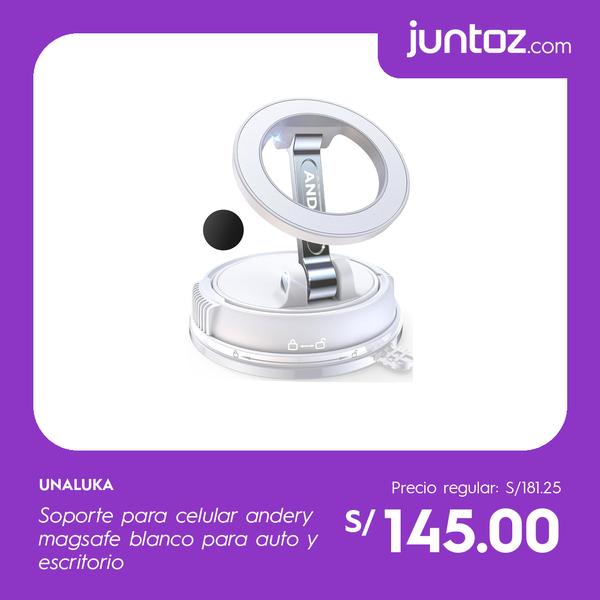 juntoz.com
AND
UNALUKA
Soporte para celular andery
magsafe blanco para auto y
escritorio
Precio regular: S/181.25
S/145.00